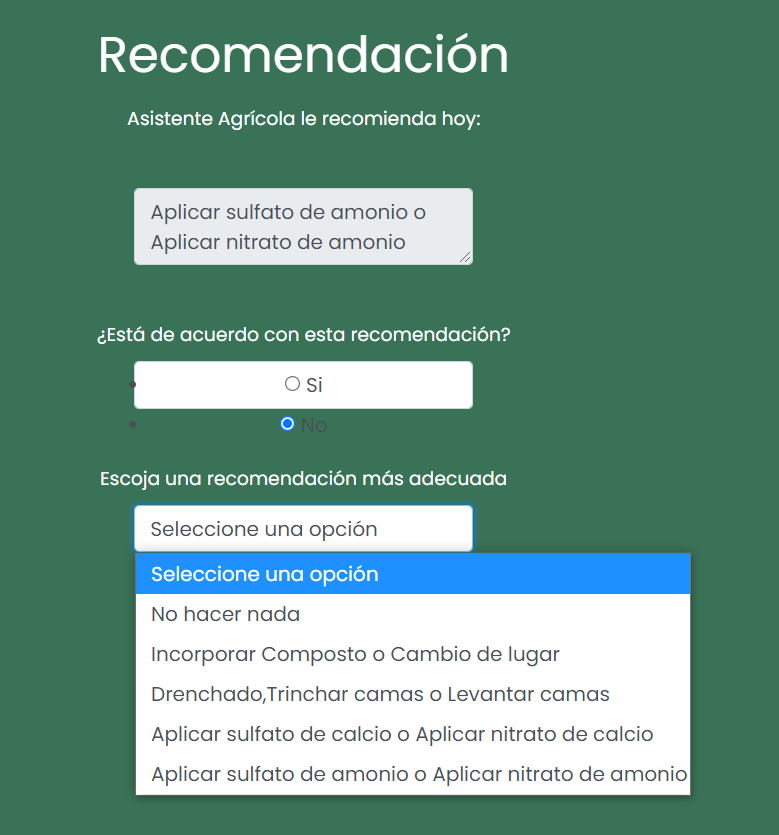 Recomendación
Asistente Agrícola le recomienda hoy:
Aplicar sulfato de amonio o
Aplicar nitrato de amonio
¿Está de acuerdo con esta recomendación?
Si
No
Escoja una recomendación más adecuada
Seleccione una opción
Seleccione una opción
No hacer nada
Incorporar Composto o Cambio de lugar
Drenchado,Trinchar camas o Levantar camas
Aplicar sulfato de calcio o Aplicar nitrato de calcio
Aplicar sulfato de amonio o Aplicar nitrato de amonio